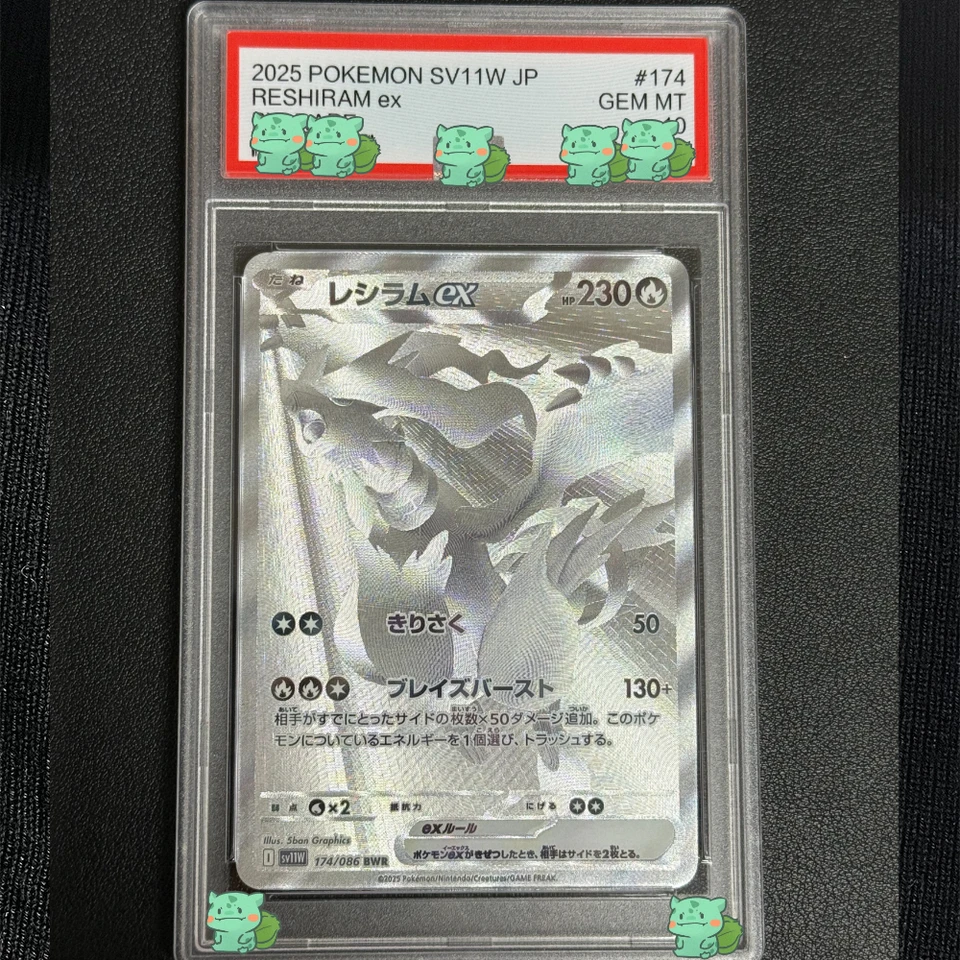 2025 POKEMON SV11W JP #174
RESHIRAM ex GEM MT
たね レシラムex HP 230
きりさく 50
ブレイズバースト 130+
相手がすでにとったサイドの枚数×50ダメージ追加。このポケ
モンについているエネルギーを1個選び、トラッシュする。
弱点 ×2 抵抗力 にげる
exルール
ポケモンexがきぜつしたとき、相手はサイドを2枚とる。
Illus. 5ban Graphics
I sv11W 174/086 BWR
©2025 Pokémon/Nintendo/Creatures/GAME FREAK.